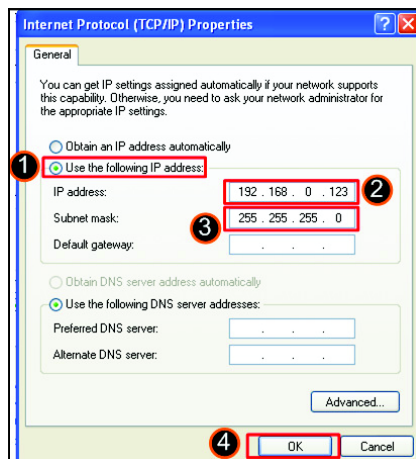 Internet Protocol (TCP/IP) Properties
General
You can get IP settings assigned automatically if your network supports
this capability. Otherwise, you need to ask your network administrator for
the appropriate IP settings.
Obtain an IP address automatically
1 Use the following IP address:
IP address: 192 . 168 . 0 . 123 2
Subnet mask: 3 255 . 255 . 255 . 0
Default gateway: . . .
Obtain DNS server address automatically
Use the following DNS server addresses:
Preferred DNS server: . . .
Alternate DNS server: . . .
Advanced...
4 OK Cancel